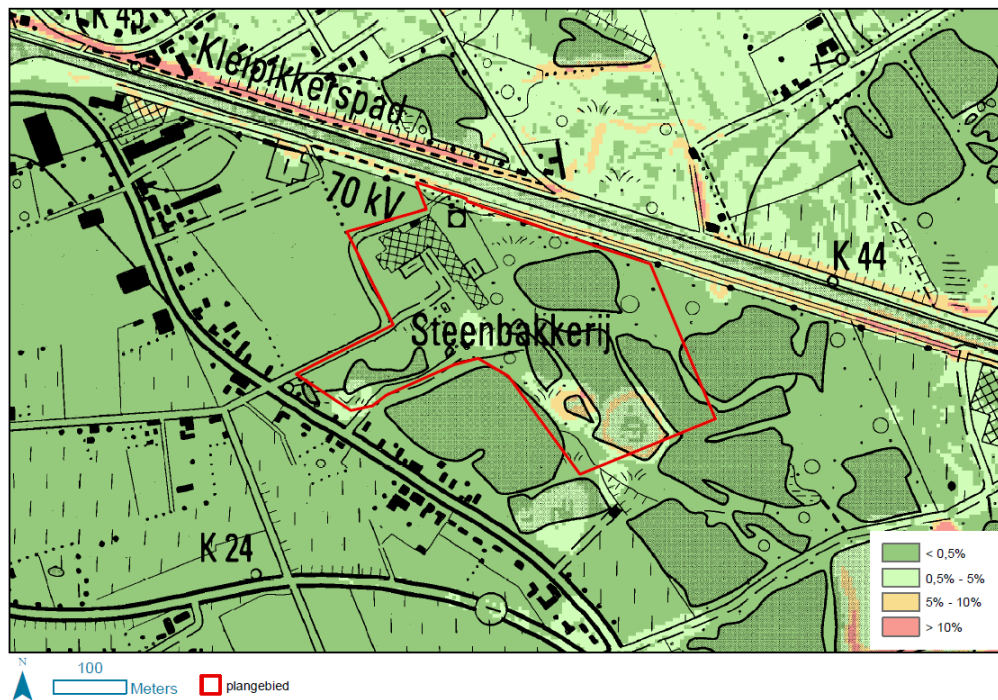 K 45
Kleipikkerspad
70 kV
K 44
Steenbakkerij
K 24
< 0,5%
0,5% - 5%
5% - 10%
> 10%
N
100
Meters
plangebied